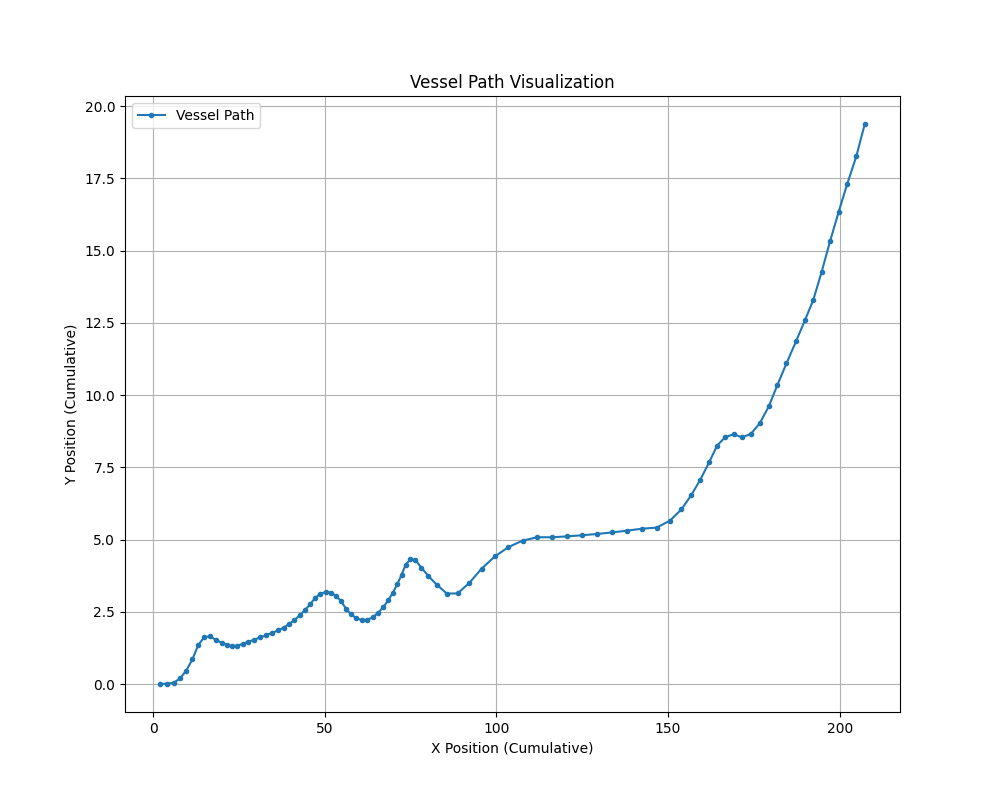 Vessel Path Visualization
Vessel Path
20.0
17.5
15.0
12.5
10.0
7.5
5.0
2.5
0.0
Y Position (Cumulative)
0 50 100 150 200
X Position (Cumulative)